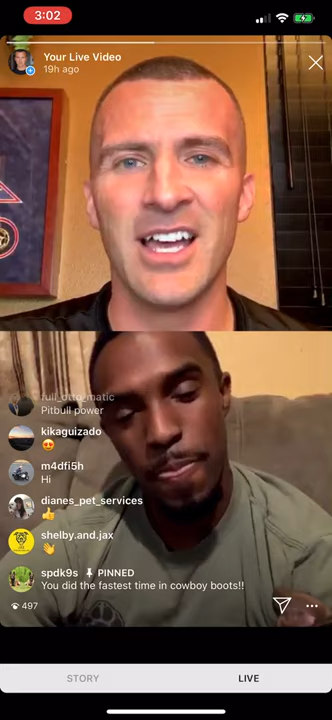 3:02
Your Live Video
19h ago
full_otto_matic
Pitbull power
kikaguizado
😍
m4dfi5h
Hi
dianes_pet_services
👍
shelby.and.jax
👋
spdk9s PINNED
You did the fastest time in cowboy boots!!
497
STORY LIVE